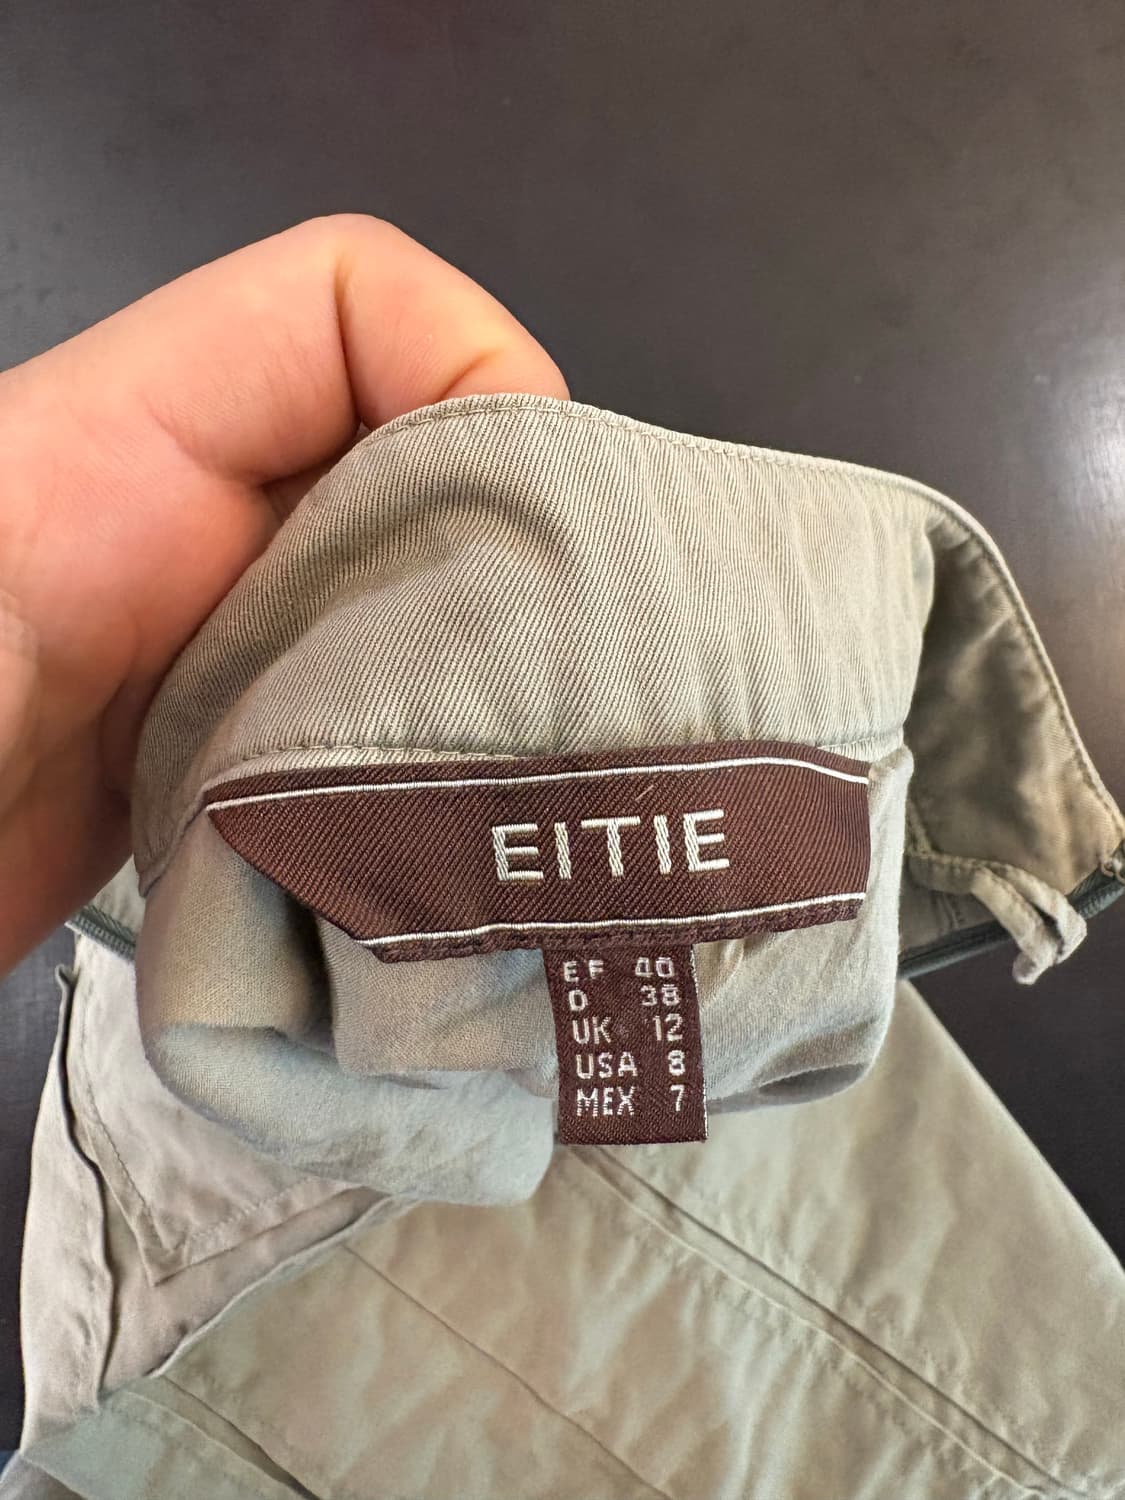 EITIE
EF 40
D 38
UK 12
USA 8
MEX 7